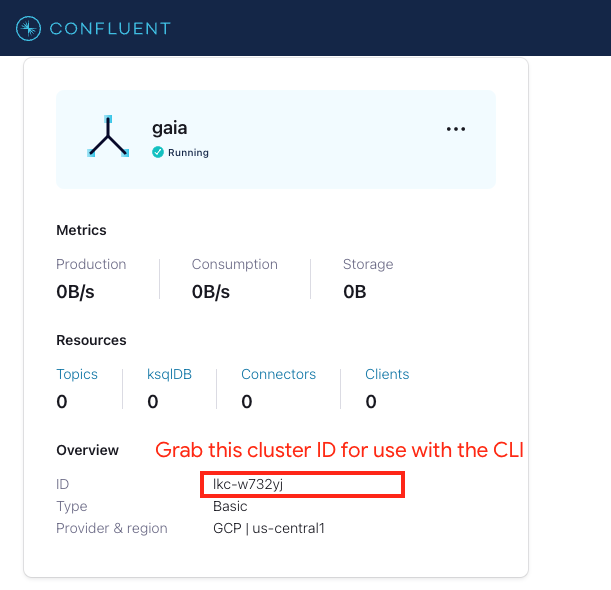 CONFLUENT
gaia
Running
Metrics
Production Consumption Storage
0B/s 0B/s 0B
Resources
Topics ksqlDB Connectors Clients
0 0 0 0
Overview Grab this cluster ID for use with the CLI
ID lkc-w732yj
Type Basic
Provider & region GCP | us-central1